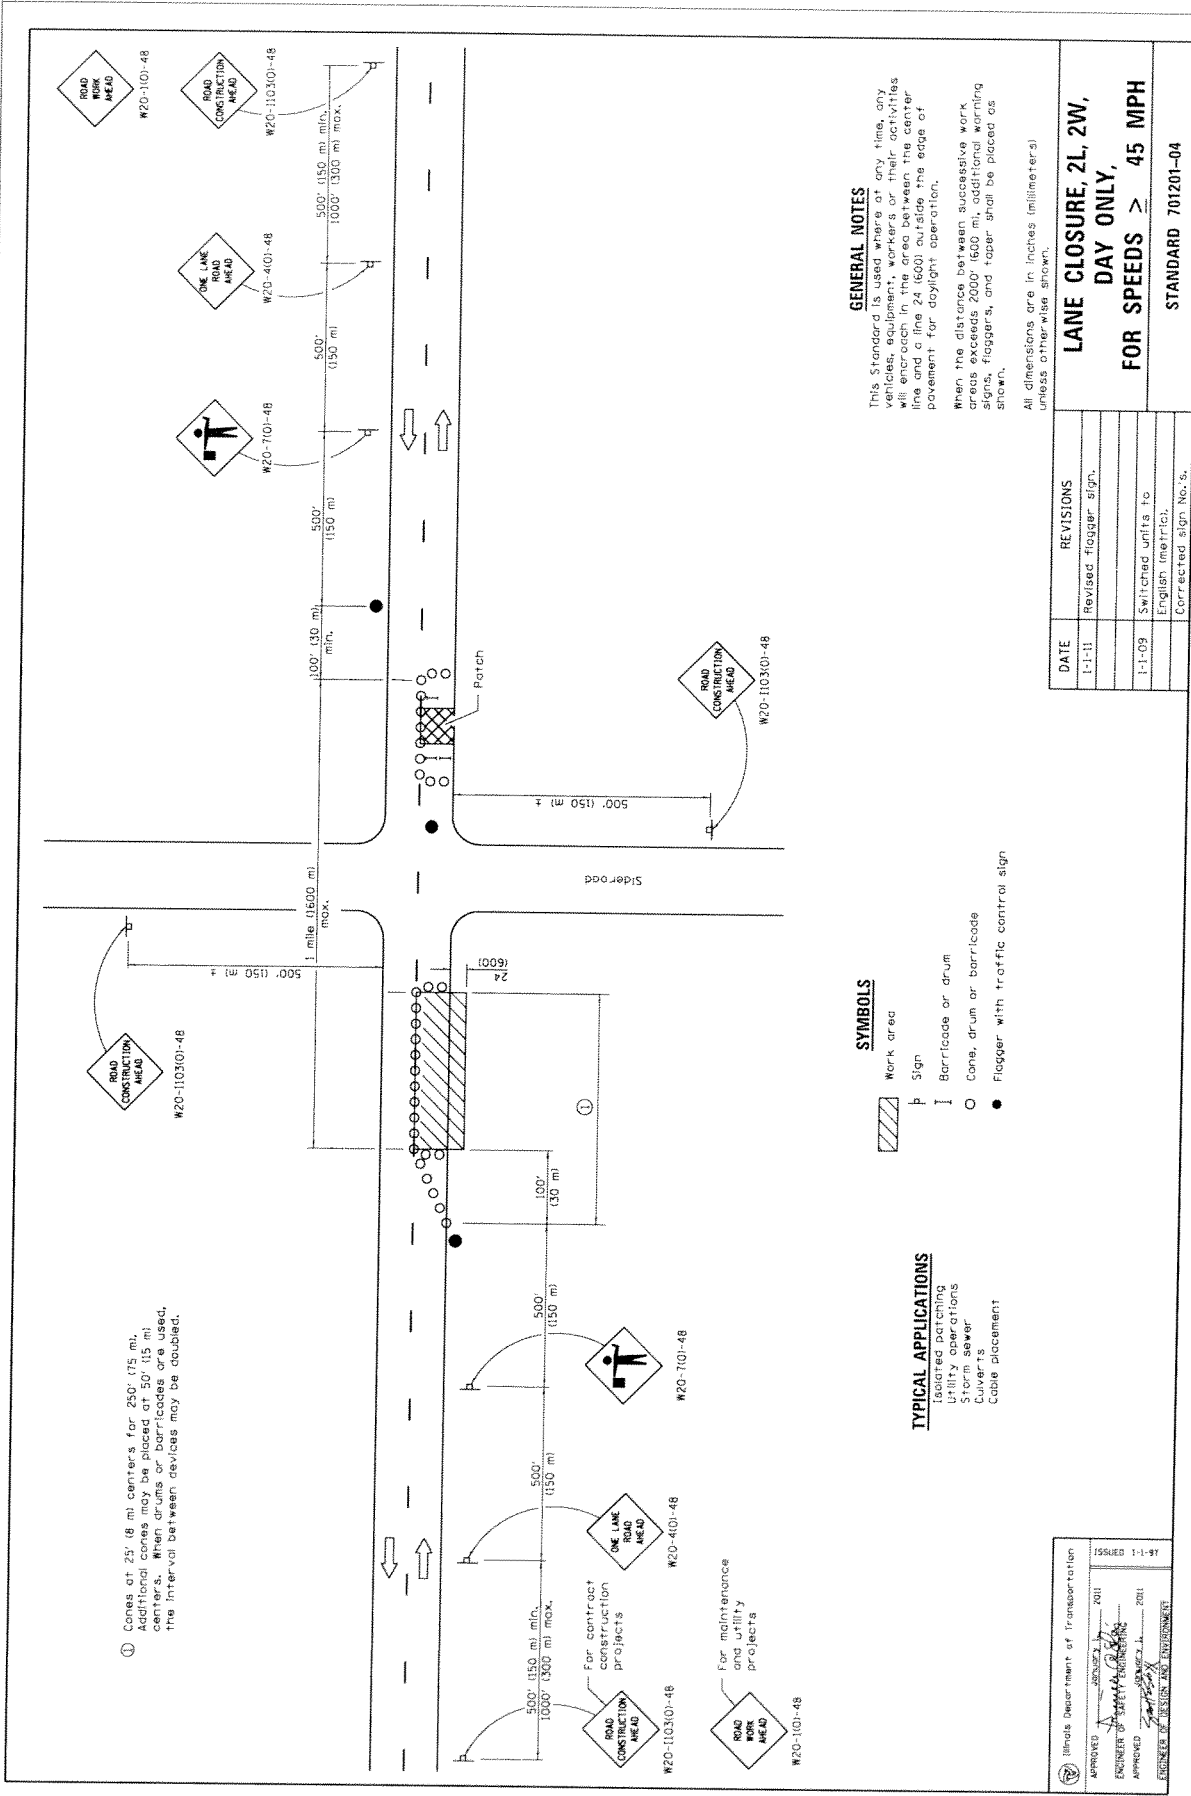 ① Cones at 25' (8 m) centers for 250' (75 m).
Additional cones may be placed at 50' (15 m)
centers. When drums or barricades are used,
the interval between devices may be doubled.
ROAD
CONSTRUCTION
AHEAD
W20-I103(O)-48
500' (150 m) ±
1 mile (1600 m)
max.
100' (30 m)
min.
500'
(150 m)
W20-7(O)-48
500'
(150 m)
ONE LANE
ROAD
AHEAD
W20-4(O)-48
500' (150 m) min.
1000' (300 m) max.
ROAD
CONSTRUCTION
AHEAD
W20-I103(O)-48
ROAD
WORK
AHEAD
W20-1(O)-48
Patch
Sideroad
500' (150 m) ±
ROAD
CONSTRUCTION
AHEAD
W20-I103(O)-48
24
(600)
①
100'
(30 m)
500'
(150 m)
W20-7(O)-48
500'
(150 m)
ONE LANE
ROAD
AHEAD
W20-4(O)-48
500' (150 m) min.
1000' (300 m) max.
For contract
construction
projects
ROAD
CONSTRUCTION
AHEAD
W20-I103(O)-48
For maintenance
and utility
projects
ROAD
WORK
AHEAD
W20-1(O)-48
TYPICAL APPLICATIONS
Isolated patching
Utility operations
Storm sewer
Culverts
Cable placement
SYMBOLS
Work area
Sign
Barricade or drum
Cone, drum or barricade
Flagger with traffic control sign
GENERAL NOTES
This Standard is used where at any time, any
vehicles, equipment, workers or their activities
will encroach in the area between the center
line and a line 24 (600) outside the edge of
pavement for daylight operation.
When the distance between successive work
areas exceeds 2000' (600 m), additional warning
signs, flaggers, and taper shall be placed as
shown.
All dimensions are in inches (millimeters)
unless otherwise shown.
Illinois Department of Transportation
APPROVED January 1, 2011
ENGINEER OF SAFETY ENGINEERING
APPROVED January 1, 2011
ENGINEER OF DESIGN AND ENVIRONMENT
ISSUED 1-1-97
DATE REVISIONS
1-1-11 Revised flagger sign.
1-1-09 Switched units to
English (metric).
Corrected sign No.'s.
LANE CLOSURE, 2L, 2W,
DAY ONLY,
FOR SPEEDS ≥ 45 MPH
STANDARD 701201-04